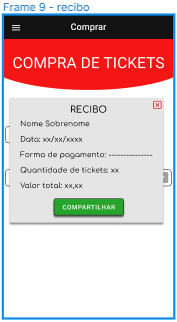 Frame 9 - recibo
Comprar
COMPRA DE TICKETS
RECIBO
Nome Sobrenome
Data: xx/xx/xxxx
Forma de pagamento: ---------------
Quantidade de tickets: xx
Valor total: xx,xx
COMPARTILHAR